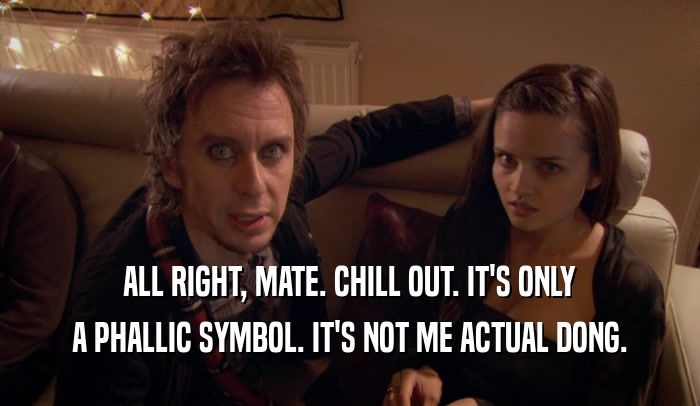 ALL RIGHT, MATE. CHILL OUT. IT'S ONLY
A PHALLIC SYMBOL. IT'S NOT ME ACTUAL DONG.